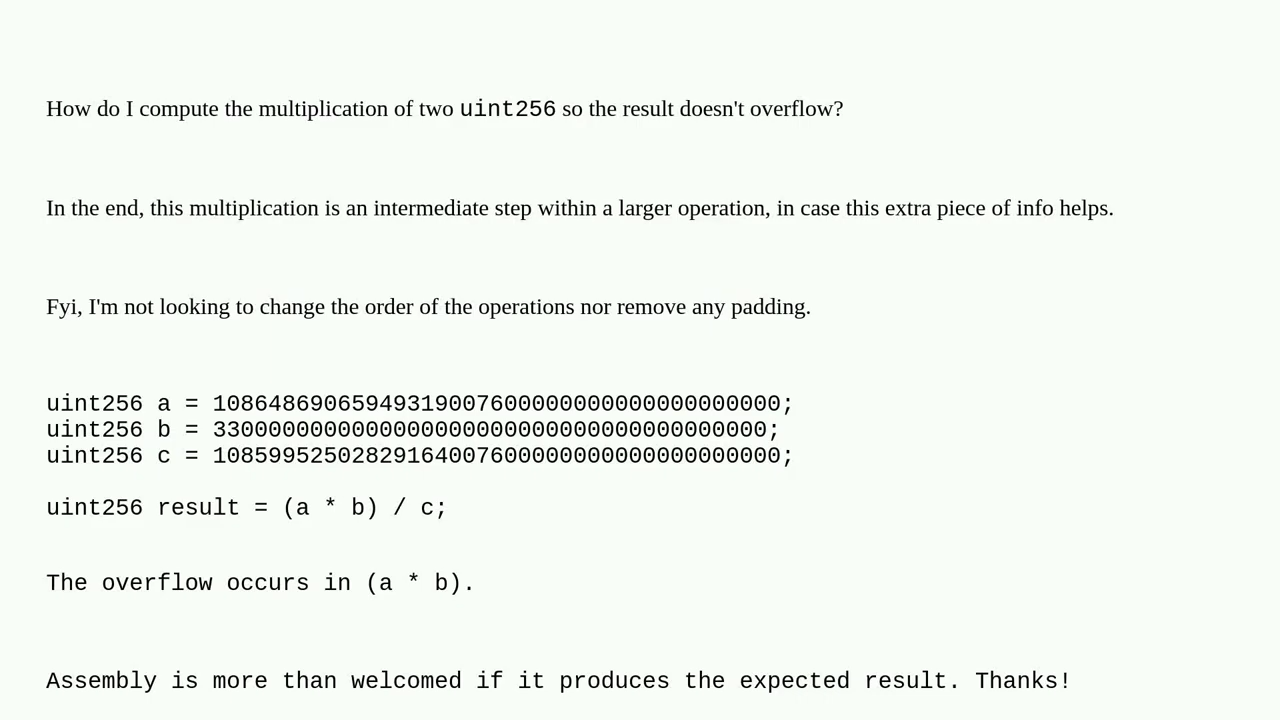 How do I compute the multiplication of two uint256 so the result doesn't overflow?
In the end, this multiplication is an intermediate step within a larger operation, in case this extra piece of info helps.
Fyi, I'm not looking to change the order of the operations nor remove any padding.
uint256 a = 10864869065949319007600000000000000000000;
uint256 b = 3300000000000000000000000000000000000000;
uint256 c = 10859952502829164007600000000000000000000;
uint256 result = (a * b) / c;
The overflow occurs in (a * b).
Assembly is more than welcomed if it produces the expected result. Thanks!